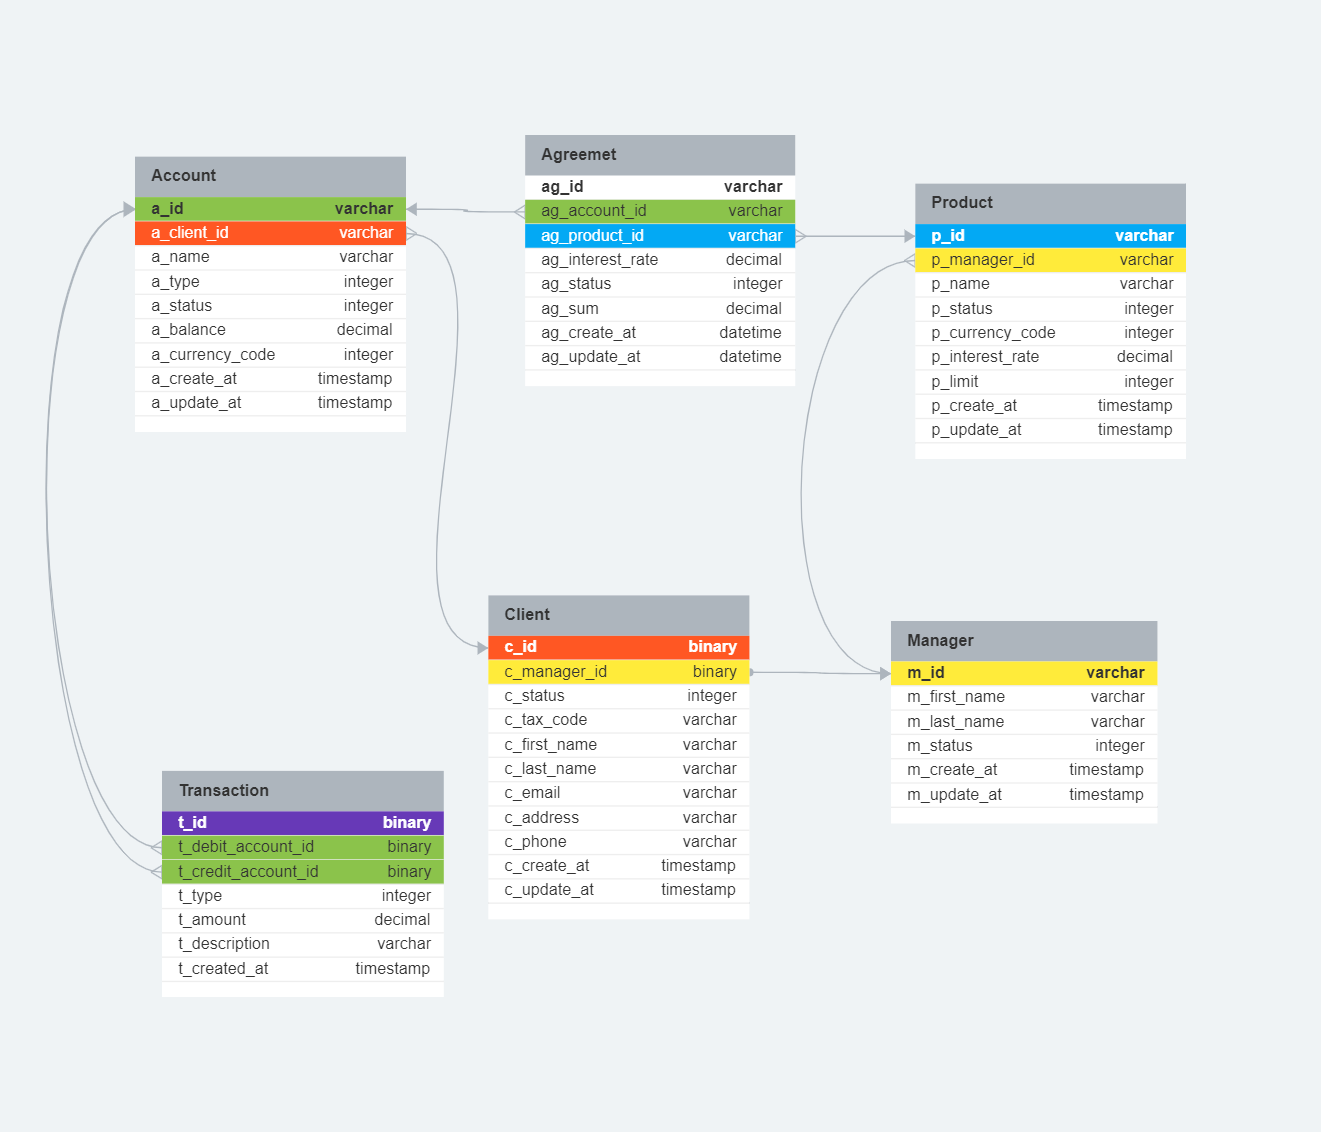 Account
a_id varchar
a_client_id varchar
a_name varchar
a_type integer
a_status integer
a_balance decimal
a_currency_code integer
a_create_at timestamp
a_update_at timestamp
Agreemet
ag_id varchar
ag_account_id varchar
ag_product_id varchar
ag_interest_rate decimal
ag_status integer
ag_sum decimal
ag_create_at datetime
ag_update_at datetime
Product
p_id varchar
p_manager_id varchar
p_name varchar
p_status integer
p_currency_code integer
p_interest_rate decimal
p_limit integer
p_create_at timestamp
p_update_at timestamp
Client
c_id binary
c_manager_id binary
c_status integer
c_tax_code varchar
c_first_name varchar
c_last_name varchar
c_email varchar
c_address varchar
c_phone varchar
c_create_at timestamp
c_update_at timestamp
Manager
m_id varchar
m_first_name varchar
m_last_name varchar
m_status integer
m_create_at timestamp
m_update_at timestamp
Transaction
t_id binary
t_debit_account_id binary
t_credit_account_id binary
t_type integer
t_amount decimal
t_description varchar
t_created_at timestamp